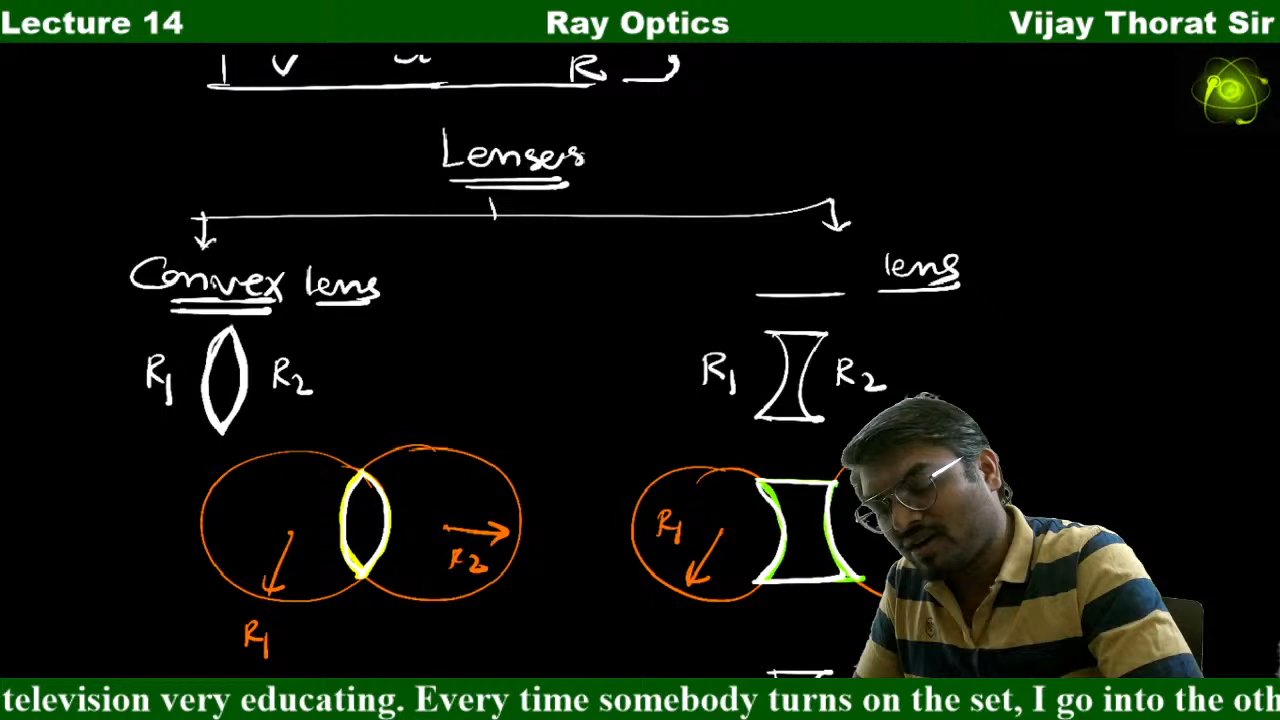 Lecture 14 Ray Optics Vijay Thorat Sir
Lenses
Convex lens
lens
R1 R2
R1 R2
R1
R2
R1
television very educating. Every time somebody turns on the set, I go into the oth